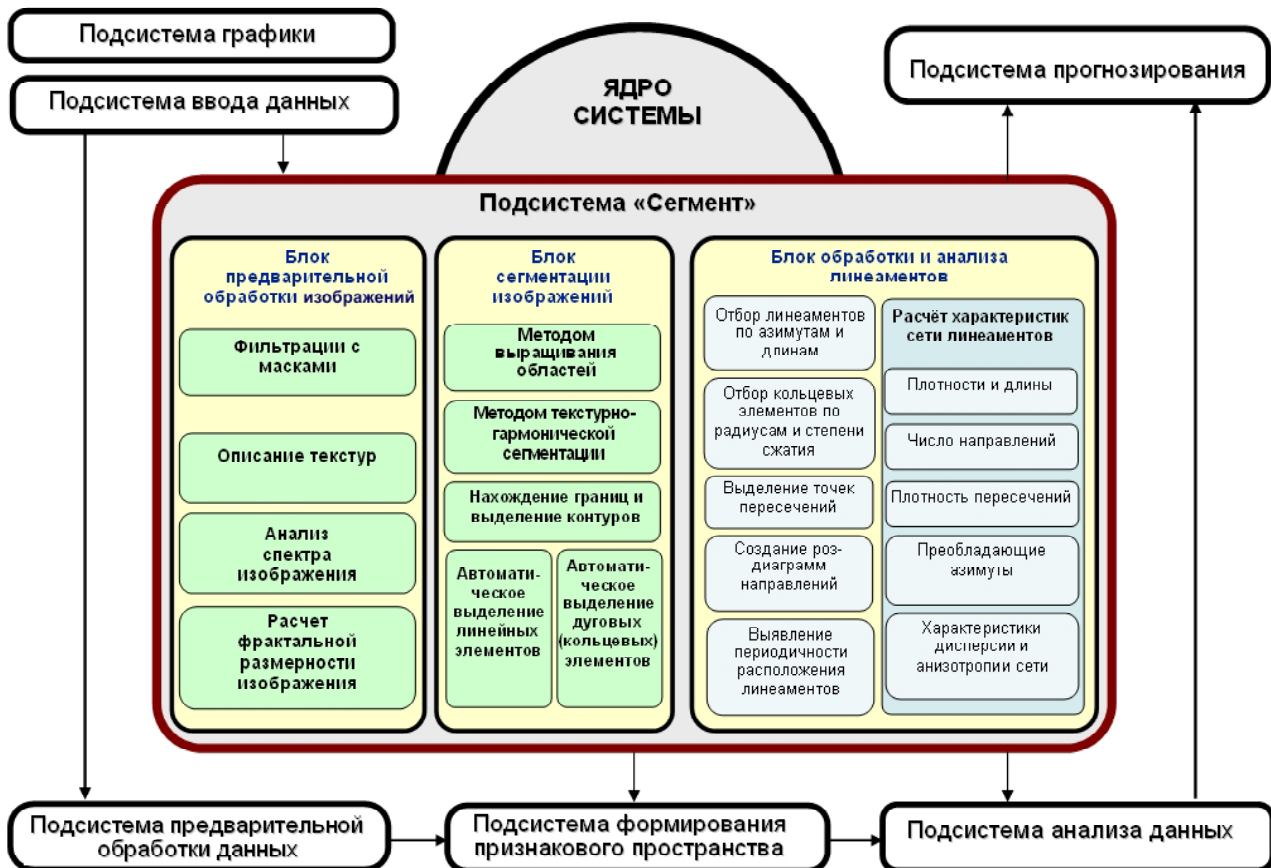 Подсистема графики
Подсистема ввода данных
ЯДРО
СИСТЕМЫ
Подсистема прогнозирования
Подсистема «Сегмент»
Блок
предварительной
обработки изображений
Фильтрации с
масками
Описание текстур
Анализ
спектра
изображения
Расчет
фрактальной
размерности
изображения
Блок
сегментации
изображений
Методом
выращивания
областей
Методом текстурно-
гармонической
сегментации
Нахождение границ и
выделение контуров
Автомати-
ческое
выделение
линейных
элементов
Автомати-
ческое
выделение
дуговых
(кольцевых)
элементов
Блок обработки и анализа
линеаментов
Отбор линеаментов
по азимутам и
длинам
Отбор кольцевых
элементов по
радиусам и степени
сжатия
Выделение точек
пересечений
Создание роз-
диаграмм
направлений
Выявление
периодичности
расположения
линеаментов
Расчёт характеристик
сети линеаментов
Плотности и длины
Число направлений
Плотность пересечений
Преобладающие
азимуты
Характеристики
дисперсии и
анизотропии сети
Подсистема предварительной
обработки данных
Подсистема формирования
признакового пространства
Подсистема анализа данных